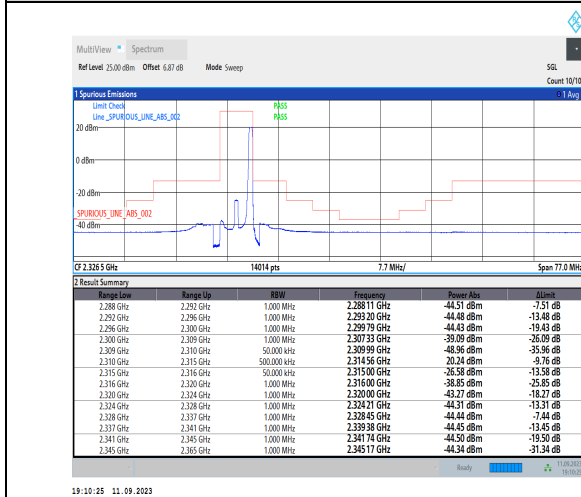 MultiView Spectrum
Ref Level 25.00 dBm Offset 6.87 dB Mode Sweep SGL
Count 10/10
1 Spurious Emissions 1 Avg
Limit Check PASS
Line _SPURIOUS_LINE_ABS_002 PASS
20 dBm
0 dBm
-20 dBm
_SPURIOUS_LINE_ABS_002
-40 dBm
CF 2.326 5 GHz 14014 pts 7.7 MHz/ Span 77.0 MHz
2 Result Summary
Range Low Range Up RBW Frequency Power Abs ΔLimit
2.288 GHz 2.292 GHz 1.000 MHz 2.288 11 GHz -44.51 dBm -7.51 dB
2.292 GHz 2.296 GHz 1.000 MHz 2.293 20 GHz -44.48 dBm -13.48 dB
2.296 GHz 2.300 GHz 1.000 MHz 2.299 79 GHz -44.43 dBm -19.43 dB
2.300 GHz 2.309 GHz 1.000 MHz 2.307 33 GHz -39.09 dBm -26.09 dB
2.309 GHz 2.310 GHz 50.000 kHz 2.309 99 GHz -48.96 dBm -35.96 dB
2.310 GHz 2.315 GHz 500.000 kHz 2.314 56 GHz 20.24 dBm -9.76 dB
2.315 GHz 2.316 GHz 50.000 kHz 2.315 00 GHz -26.58 dBm -13.58 dB
2.316 GHz 2.320 GHz 1.000 MHz 2.316 00 GHz -38.85 dBm -25.85 dB
2.320 GHz 2.324 GHz 1.000 MHz 2.320 00 GHz -43.27 dBm -18.27 dB
2.324 GHz 2.328 GHz 1.000 MHz 2.324 21 GHz -44.31 dBm -13.31 dB
2.328 GHz 2.337 GHz 1.000 MHz 2.328 45 GHz -44.44 dBm -7.44 dB
2.337 GHz 2.341 GHz 1.000 MHz 2.339 38 GHz -44.45 dBm -13.45 dB
2.341 GHz 2.345 GHz 1.000 MHz 2.341 74 GHz -44.50 dBm -19.50 dB
2.345 GHz 2.365 GHz 1.000 MHz 2.345 17 GHz -44.34 dBm -31.34 dB
Ready 11.09.2023
19:10:25
19:10:25 11.09.2023